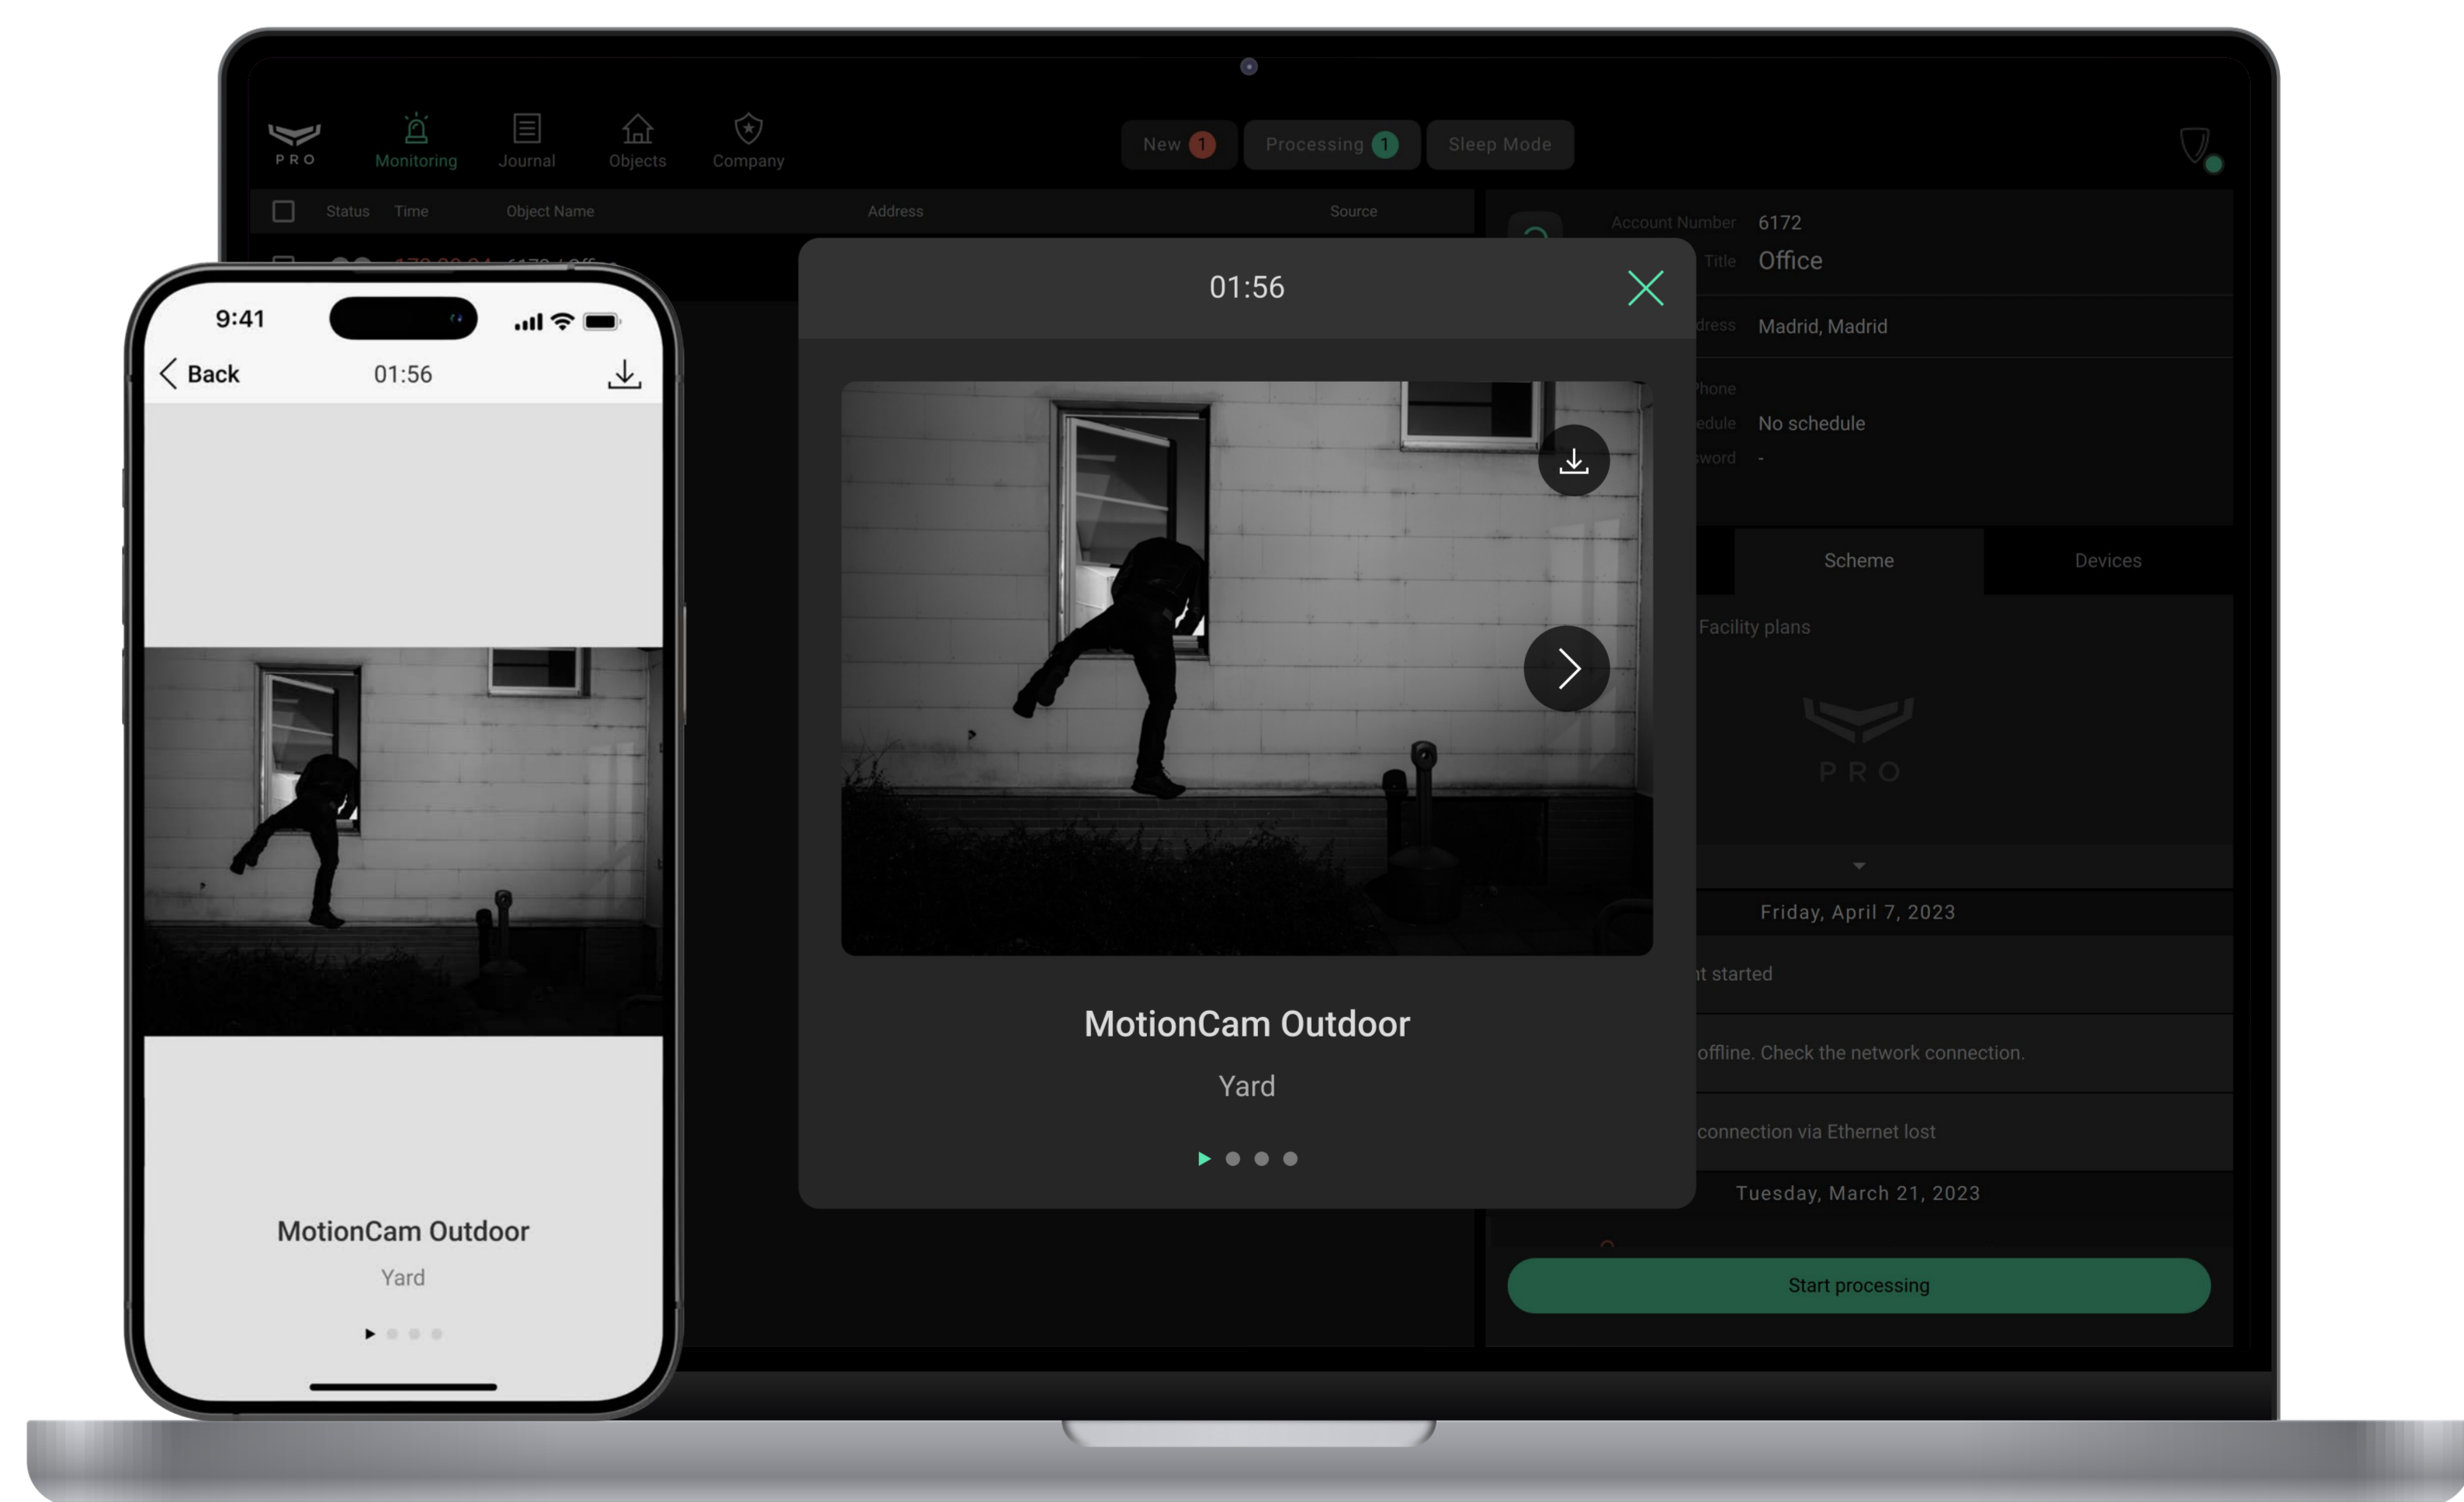 PRO
Monitoring
Journal
Objects
Company
New 1
Processing 1
Sleep Mode
Status Time Object Name Address Source
Account Number 6172
Title Office
Madrid, Madrid
No schedule
-
Scheme
Devices
Facility plans
PRO
Friday, April 7, 2023
started
offline. Check the network connection.
connection via Ethernet lost
Tuesday, March 21, 2023
Start processing
01:56
MotionCam Outdoor
Yard
9:41
Back 01:56
MotionCam Outdoor
Yard